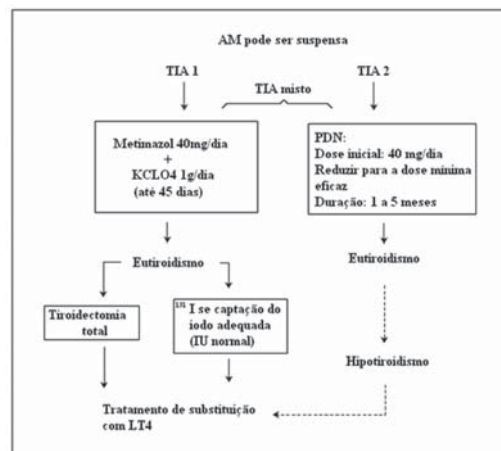 AM pode ser suspensa
TIA 1
TIA 2
TIA misto
Metimazol 40mg/dia
+
KCLO4 1g/dia
(até 45 dias)
PDN:
Dose inicial: 40 mg/dia
Reduzir para a dose mínima
eficaz
Duração: 1 a 5 meses
Eutiroidismo
Eutiroidismo
Tiroidectomia
total
131 I se captação do
iodo adequada
(IU normal)
Hipotiroidismo
Tratamento de substituição
com LT4